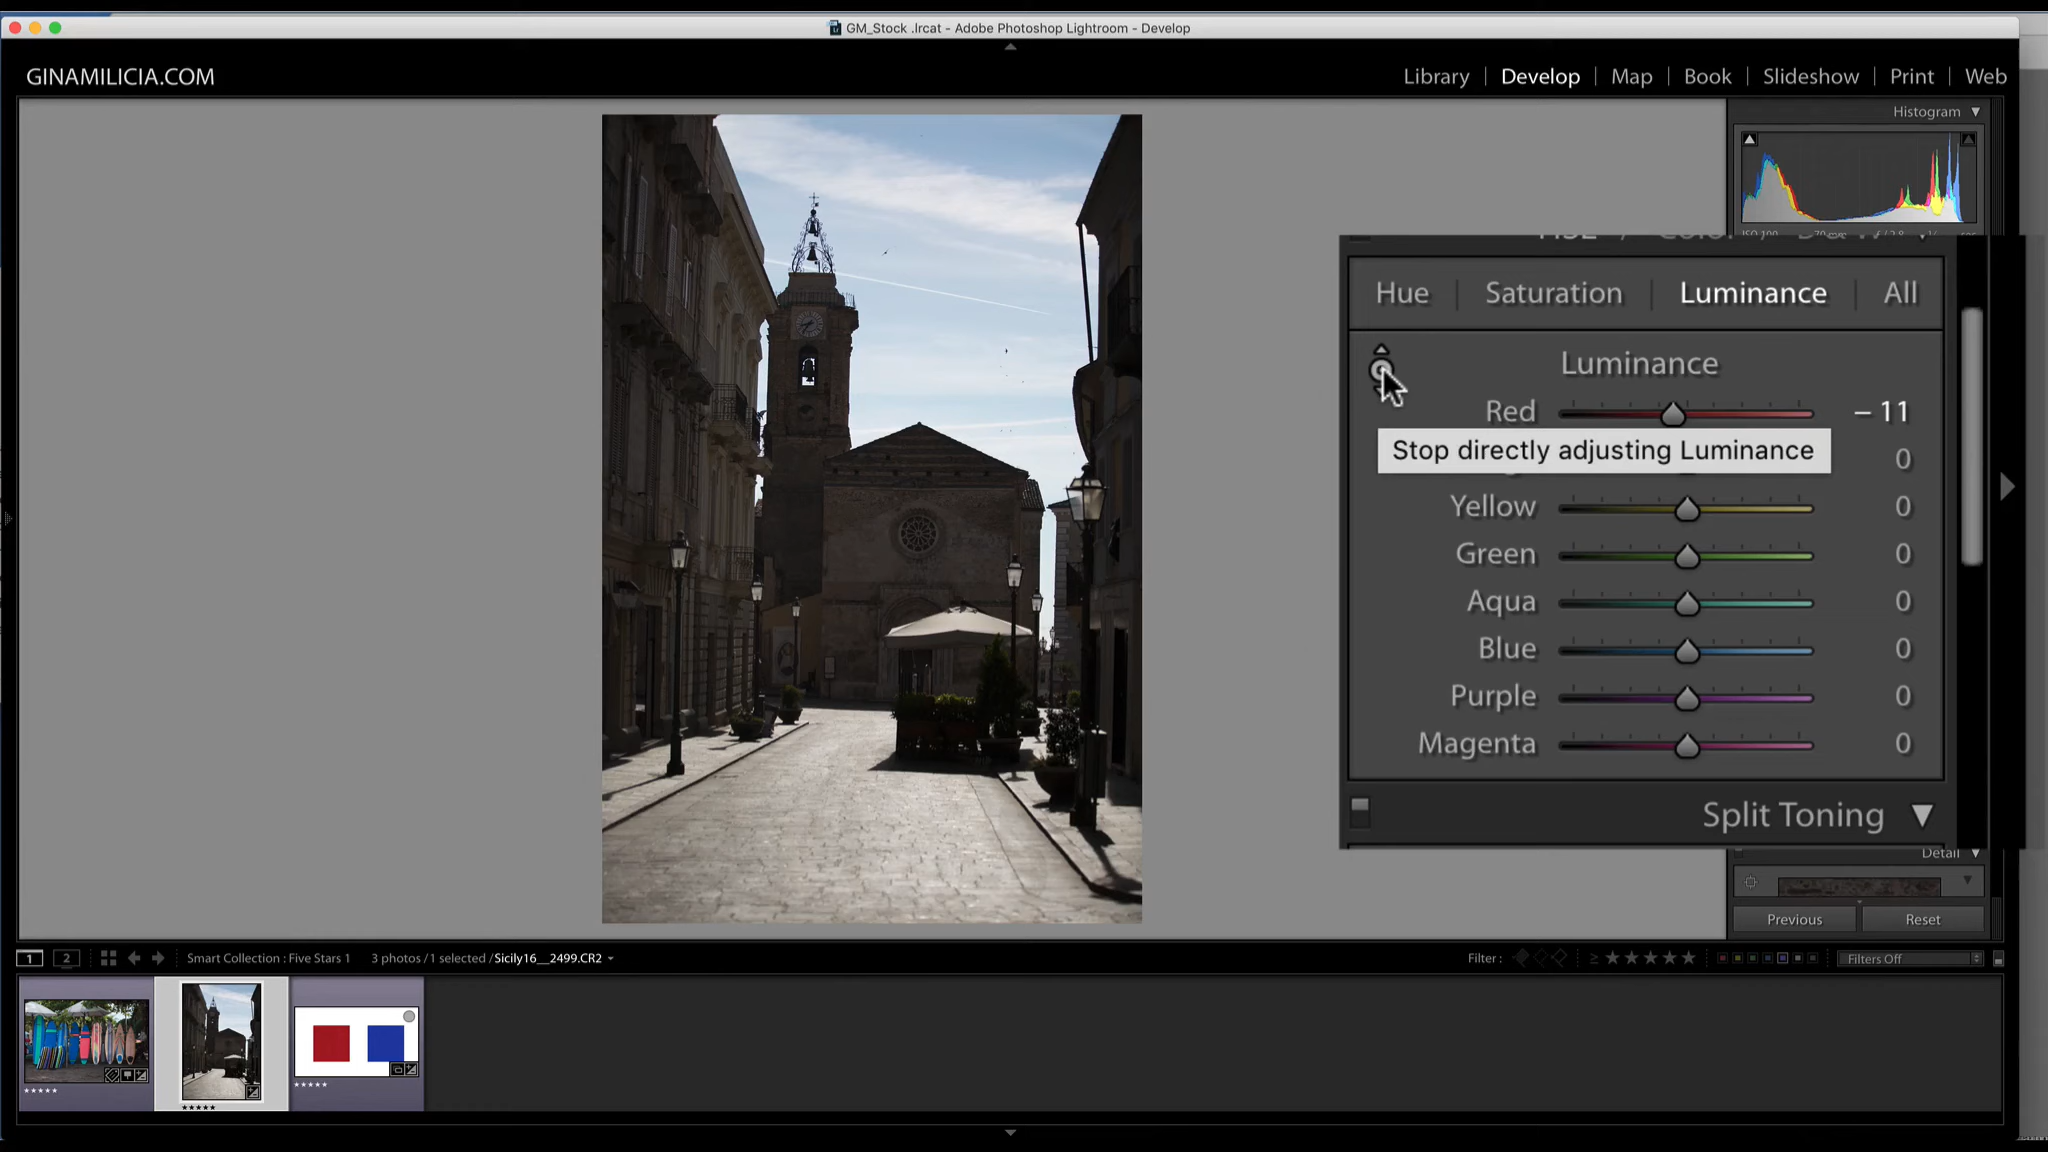 GM_Stock .lrcat - Adobe Photoshop Lightroom - Develop
GINAMILICIA.COM
Library | Develop | Map | Book | Slideshow | Print | Web
Histogram
Hue | Saturation | Luminance | All
Luminance
Red – 11
Stop directly adjusting Luminance
0
Yellow 0
Green 0
Aqua 0
Blue 0
Purple 0
Magenta 0
Split Toning
Detail
Previous Reset
1 2 Smart Collection : Five Stars 1 3 photos / 1 selected / Sicily16__2499.CR2 Filter : ≥ ★★★★★ Filters Off